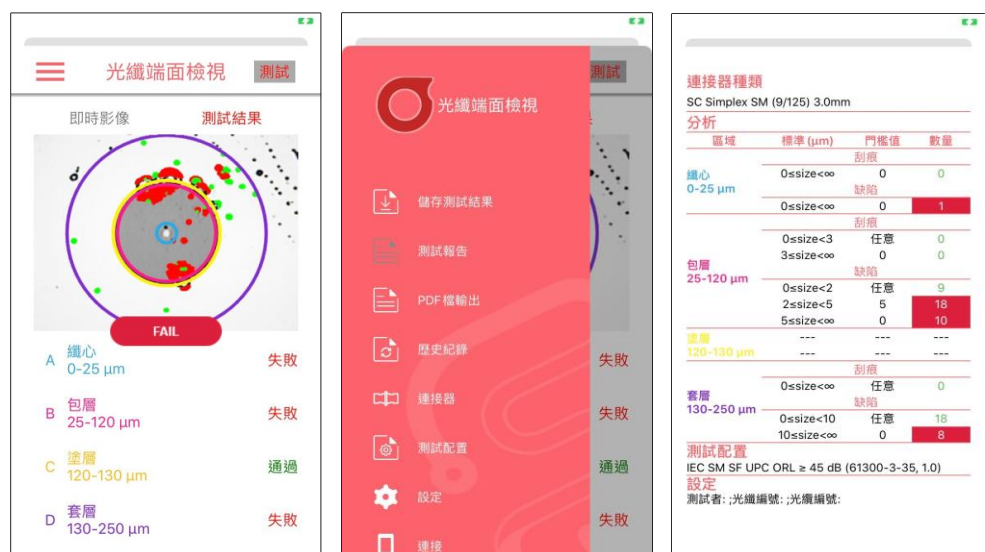 光纖端面檢視
測試
即時影像
測試結果
FAIL
A 纖心 失敗
0-25 μm
B 包層 失敗
25-120 μm
C 塗層 通過
120-130 μm
D 套層 失敗
130-250 μm
光纖端面檢視
測試
儲存測試結果
測試報告
PDF檔輸出
歷史紀錄
失敗
連接器
失敗
測試配置
通過
設定
失敗
連接
連接器種類
SC Simplex SM (9/125) 3.0mm
分析
區域 標準 (μm) 門檻值 數量
纖心
0-25 μm
刮痕
0≤size<∞ 0 0
缺陷
0≤size<∞ 0 1
包層
25-120 μm
刮痕
0≤size<3 任意 0
3≤size<∞ 0 0
缺陷
0≤size<2 任意 9
2≤size<5 5 18
5≤size<∞ 0 10
塗層
120-130 μm
--- --- ---
--- --- ---
套層
130-250 μm
刮痕
0≤size<∞ 任意 0
缺陷
0≤size<10 任意 18
10≤size<∞ 0 8
測試配置
IEC SM SF UPC ORL ≥ 45 dB (61300-3-35, 1.0)
設定
測試者: ;光纖編號: ;光纜編號: